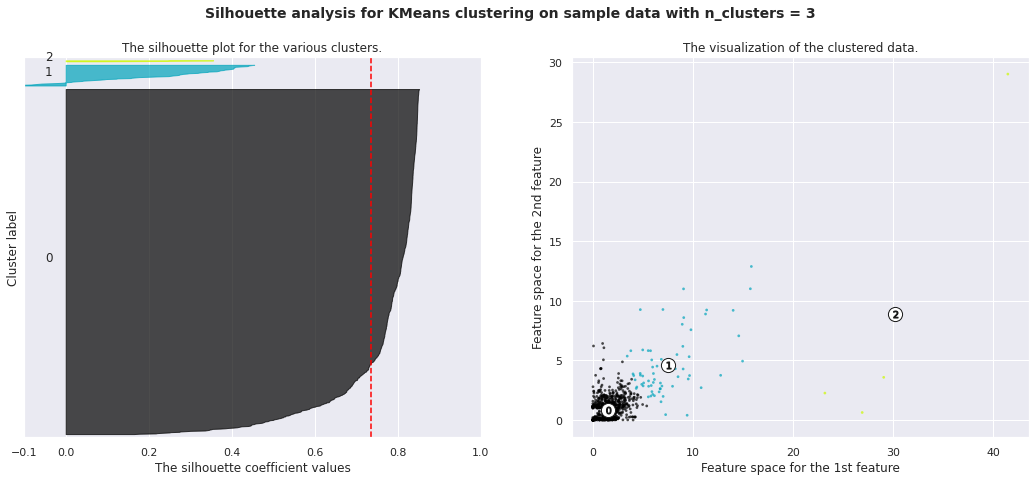 Silhouette analysis for KMeans clustering on sample data with n_clusters = 3
The silhouette plot for the various clusters.
2
1
0
Cluster label
−0.1 0.0 0.2 0.4 0.6 0.8 1.0
The silhouette coefficient values
The visualization of the clustered data.
30
25
20
15
10
5
0
Feature space for the 2nd feature
2
1
0
0 10 20 30 40
Feature space for the 1st feature